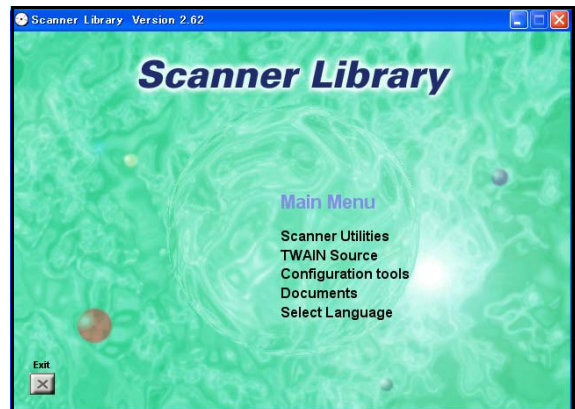 Scanner Library Version 2.62
Scanner Library
Main Menu
Scanner Utilities
TWAIN Source
Configuration tools
Documents
Select Language
Exit